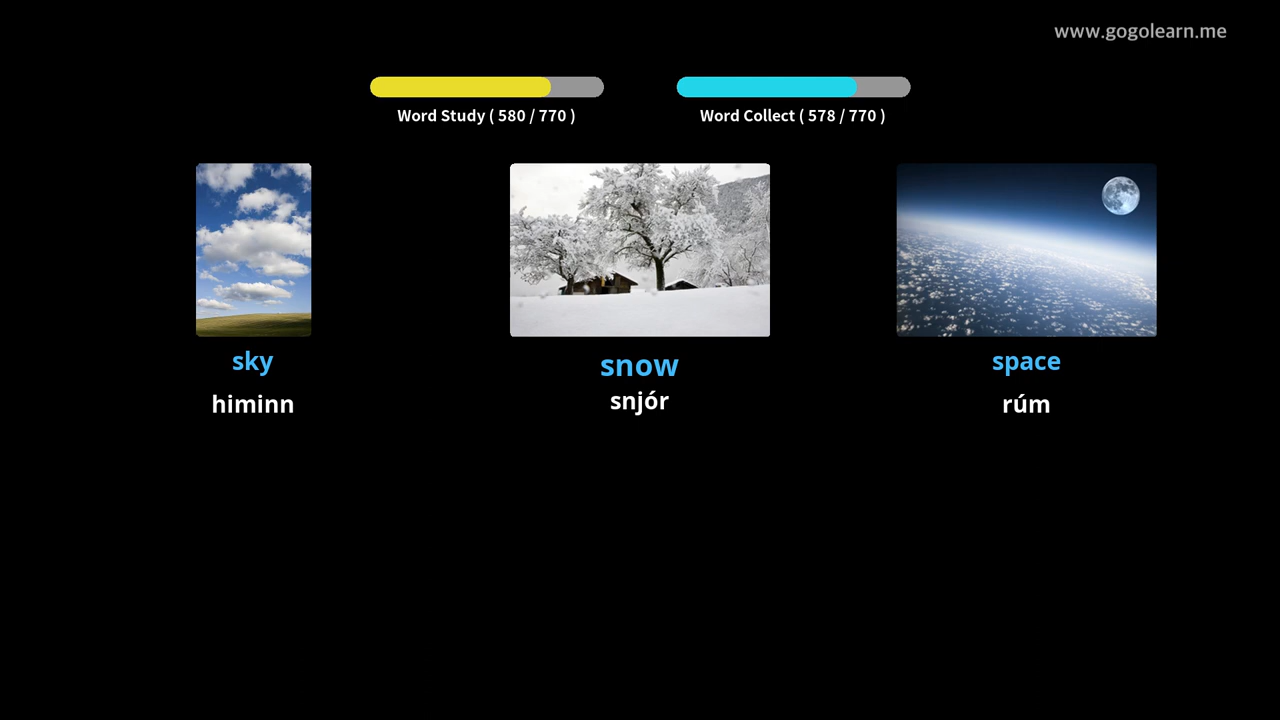 www.gogolearn.me
Word Study ( 580 / 770 )
Word Collect ( 578 / 770 )
sky
himinn
snow
snjór
space
rúm